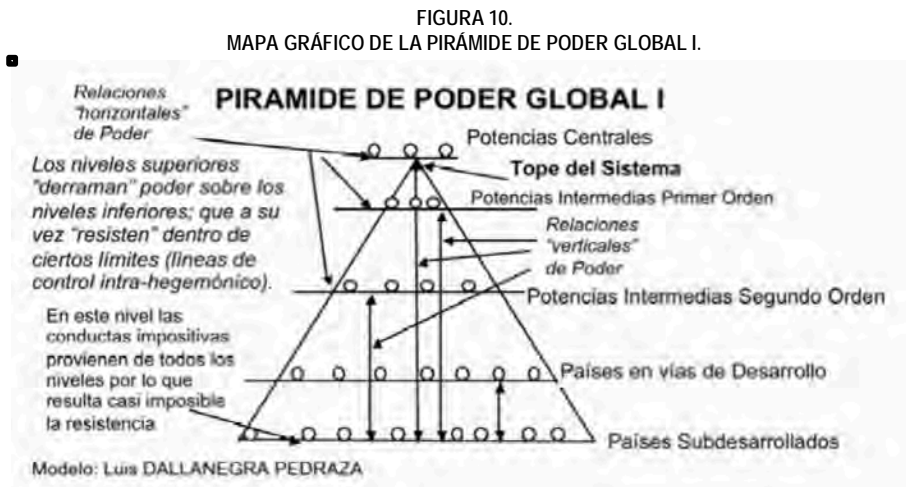 FIGURA 10.
MAPA GRÁFICO DE LA PIRÁMIDE DE PODER GLOBAL I.
PIRAMIDE DE PODER GLOBAL I
Relaciones
"horizontales"
de Poder
Potencias Centrales
Tope del Sistema
Los niveles superiores
"derraman" poder sobre los
niveles inferiores; que a su
vez "resisten" dentro de
ciertos límites (líneas de
control intra-hegemónico).
Potencias Intermedias Primer Orden
Relaciones
"verticales"
de Poder
Potencias Intermedias Segundo Orden
En este nivel las
conductas impositivas
provienen de todos los
niveles por lo que
resulta casi imposible
la resistencia
Países en vías de Desarrollo
Países Subdesarrollados
Modelo: Luis DALLANEGRA PEDRAZA